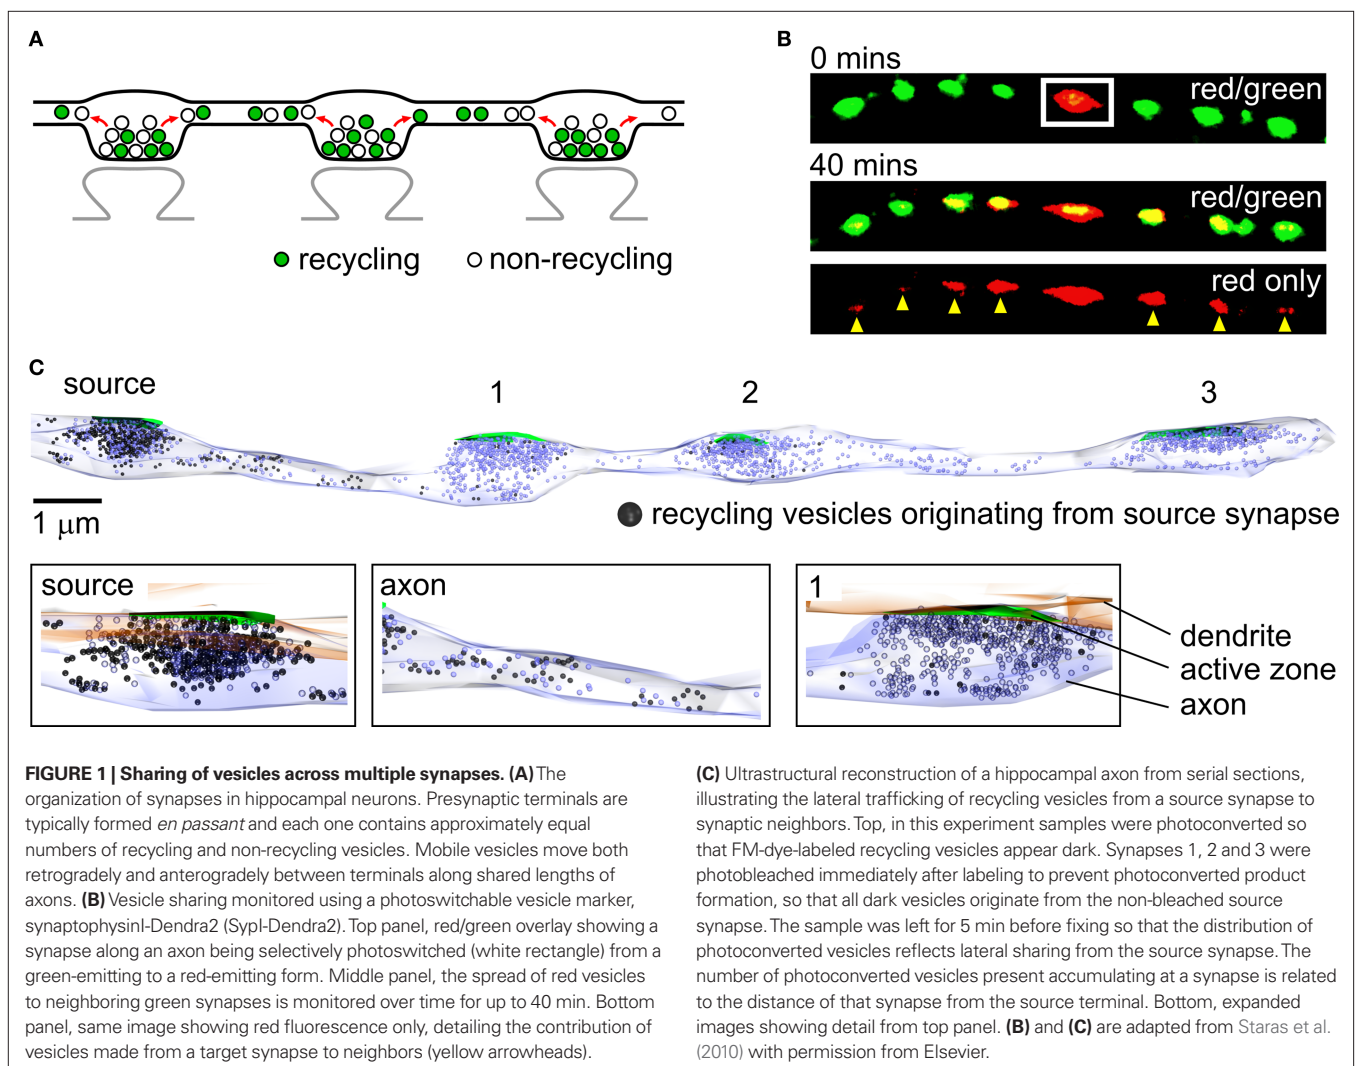 A
B
0 mins
red/green
40 mins
red/green
red only
recycling
non-recycling
C
source
1
2
3
1 μm
recycling vesicles originating from source synapse
source
axon
1
dendrite
active zone
axon
FIGURE 1 | Sharing of vesicles across multiple synapses. (A) The
organization of synapses in hippocampal neurons. Presynaptic terminals are
typically formed en passant and each one contains approximately equal
numbers of recycling and non-recycling vesicles. Mobile vesicles move both
retrogradely and anterogradely between terminals along shared lengths of
axons. (B) Vesicle sharing monitored using a photoswitchable vesicle marker,
synaptophysinI-Dendra2 (SypI-Dendra2). Top panel, red/green overlay showing a
synapse along an axon being selectively photoswitched (white rectangle) from a
green-emitting to a red-emitting form. Middle panel, the spread of red vesicles
to neighboring green synapses is monitored over time for up to 40 min. Bottom
panel, same image showing red fluorescence only, detailing the contribution of
vesicles made from a target synapse to neighbors (yellow arrowheads).
(C) Ultrastructural reconstruction of a hippocampal axon from serial sections,
illustrating the lateral trafficking of recycling vesicles from a source synapse to
synaptic neighbors. Top, in this experiment samples were photoconverted so
that FM-dye-labeled recycling vesicles appear dark. Synapses 1, 2 and 3 were
photobleached immediately after labeling to prevent photoconverted product
formation, so that all dark vesicles originate from the non-bleached source
synapse. The sample was left for 5 min before fixing so that the distribution of
photoconverted vesicles reflects lateral sharing from the source synapse. The
number of photoconverted vesicles present accumulating at a synapse is related
to the distance of that synapse from the source terminal. Bottom, expanded
images showing detail from top panel. (B) and (C) are adapted from Staras et al.
(2010) with permission from Elsevier.